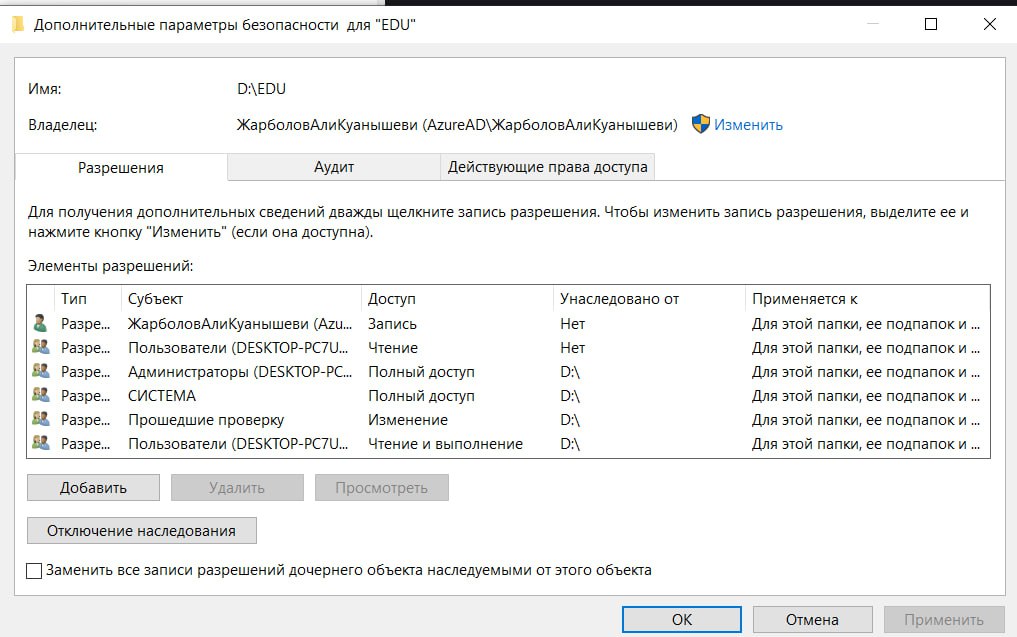 Дополнительные параметры безопасности для "EDU"
Имя: D:\EDU
Владелец: ЖарболовАлиКуанышеви (AzureAD\ЖарболовАлиКуанышеви) Изменить
Разрешения Аудит Действующие права доступа
Для получения дополнительных сведений дважды щелкните запись разрешения. Чтобы изменить запись разрешения, выделите ее и
нажмите кнопку "Изменить" (если она доступна).
Элементы разрешений:
Тип Субъект Доступ Унаследовано от Применяется к
Разре... ЖарболовАлиКуанышеви (Azu... Запись Нет Для этой папки, ее подпапок и ...
Разре... Пользователи (DESKTOP-PC7U... Чтение Нет Для этой папки, ее подпапок и ...
Разре... Администраторы (DESKTOP-PC... Полный доступ D:\ Для этой папки, ее подпапок и ...
Разре... СИСТЕМА Полный доступ D:\ Для этой папки, ее подпапок и ...
Разре... Прошедшие проверку Изменение D:\ Для этой папки, ее подпапок и ...
Разре... Пользователи (DESKTOP-PC7U... Чтение и выполнение D:\ Для этой папки, ее подпапок и ...
Добавить Удалить Просмотреть
Отключение наследования
Заменить все записи разрешений дочернего объекта наследуемыми от этого объекта
ОК Отмена Применить